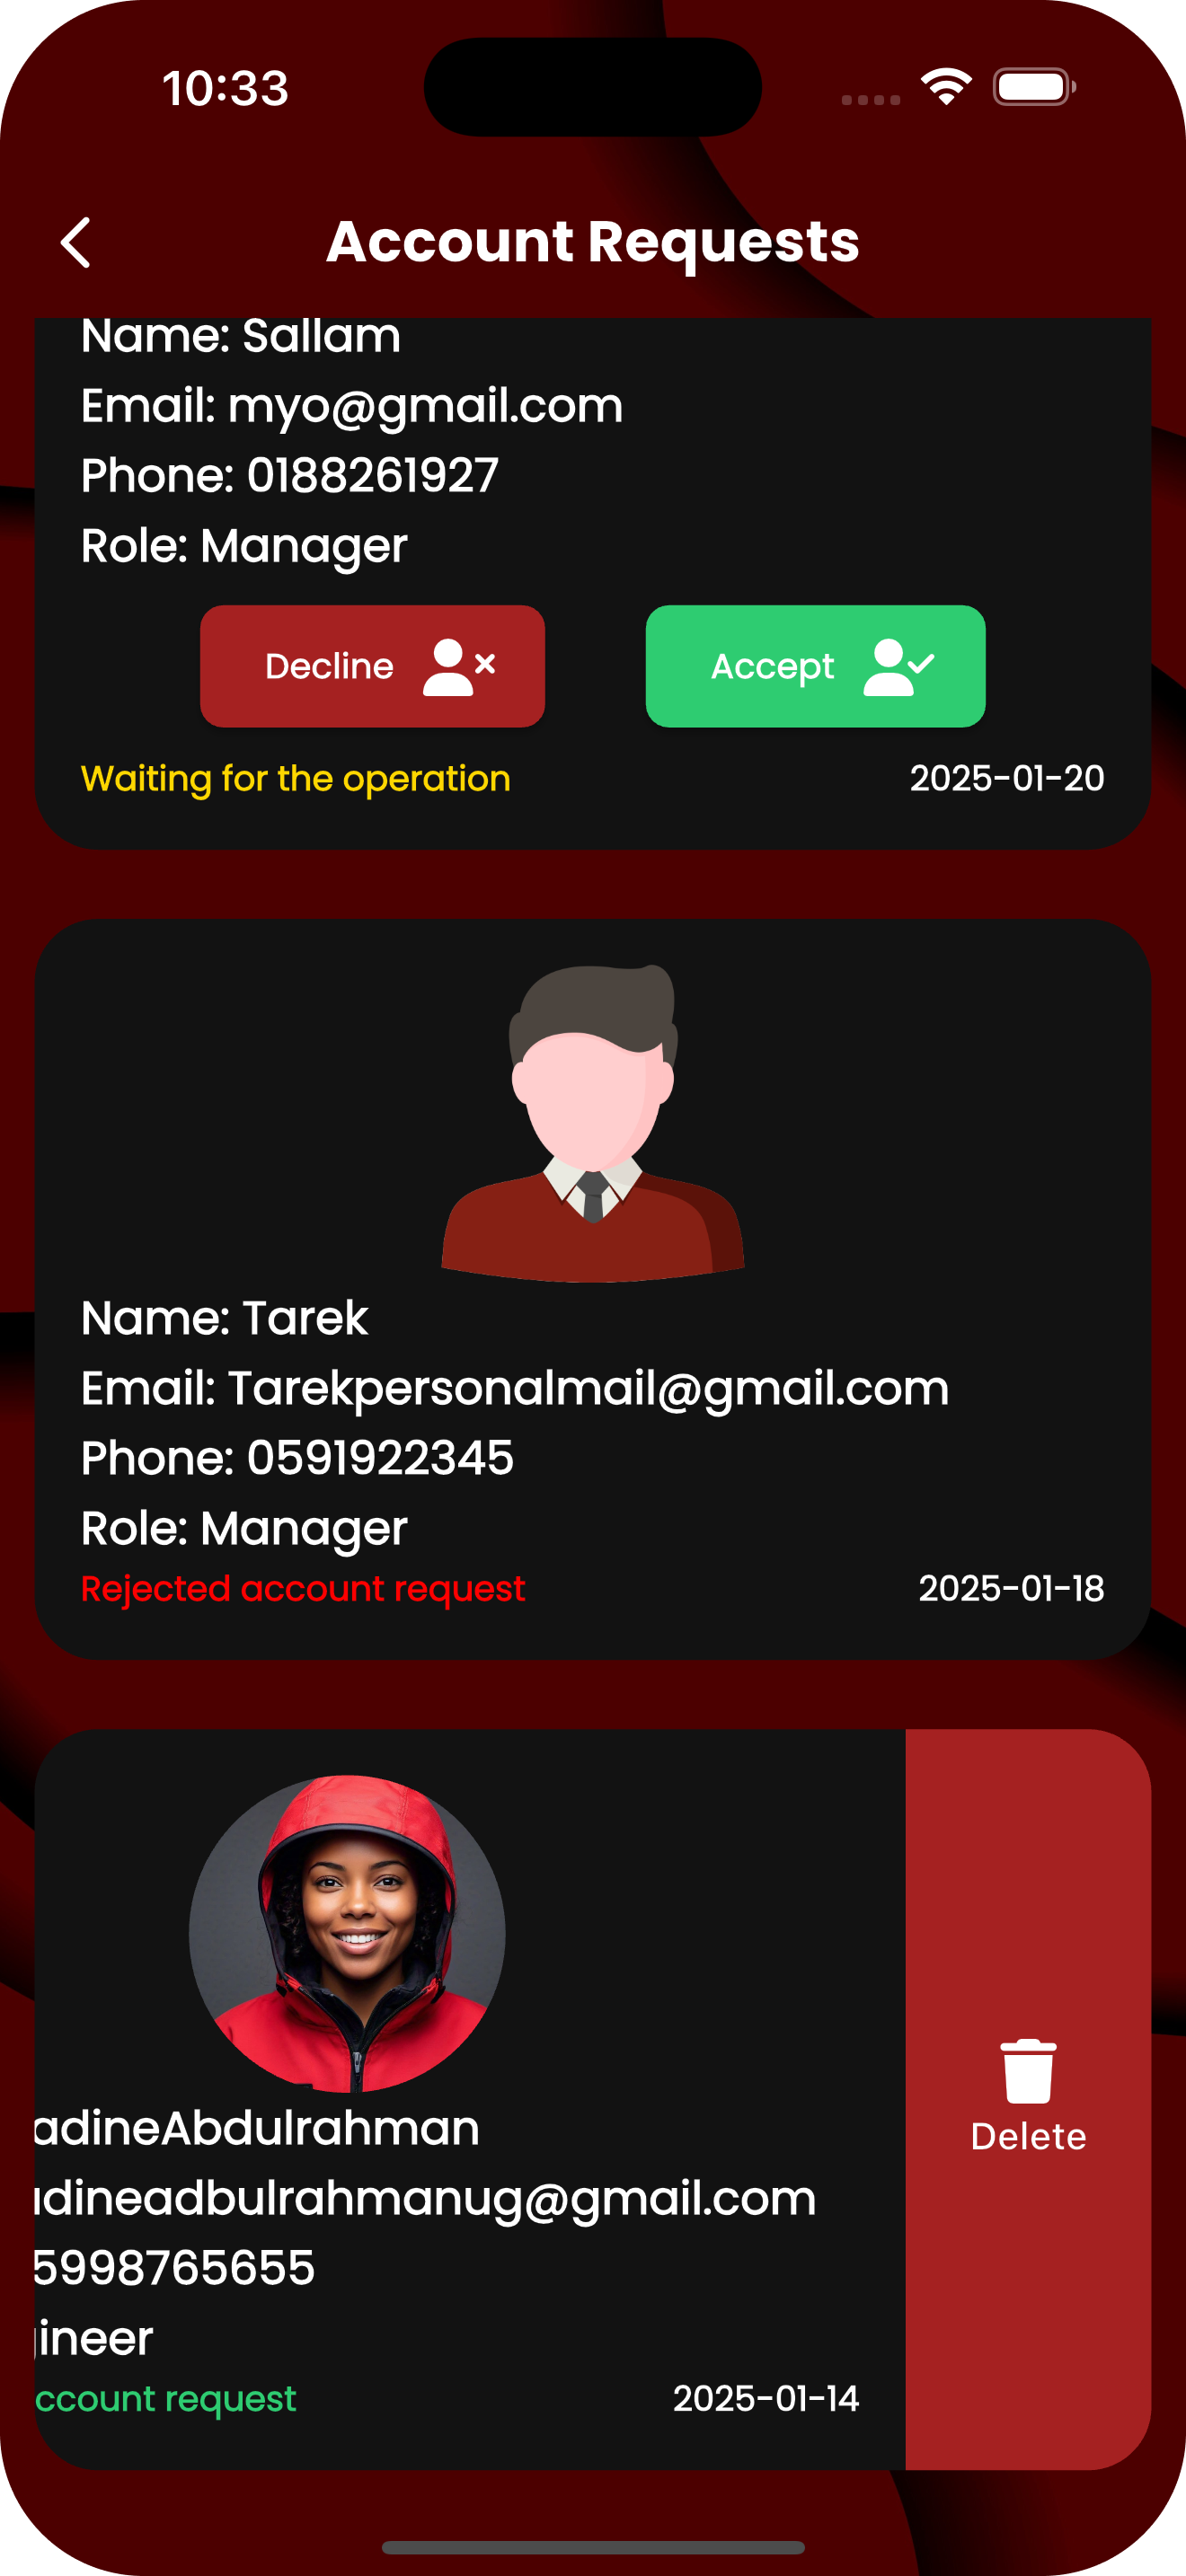 10:33
Account Requests
Name: Sallam
Email: myo@gmail.com
Phone: 0188261927
Role: Manager
Decline Accept
Waiting for the operation 2025-01-20
Name: Tarek
Email: Tarekpersonalmail@gmail.com
Phone: 0591922345
Role: Manager
Rejected account request 2025-01-18
adineAbdulrahman
dineadbulrahmanug@gmail.com
Delete
5998765655
ineer
ccount request 2025-01-14